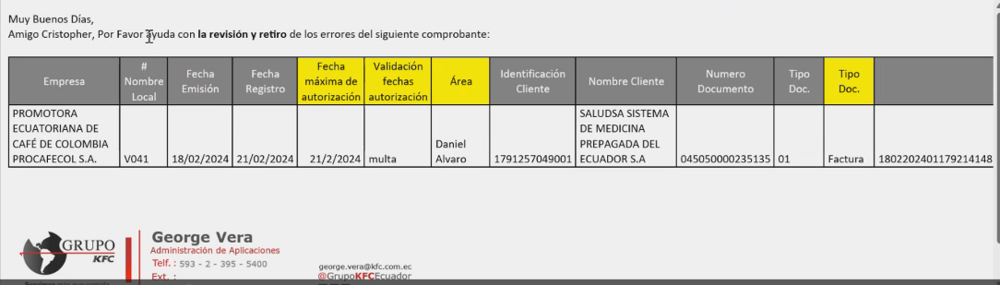 Muy Buenos Días,
Amigo Cristopher, Por Favor ayuda con la revisión y retiro de los errores del siguiente comprobante:
Empresa
# Nombre Local
Fecha Emisión
Fecha Registro
Fecha máxima de autorización
Validación fechas autorización
Área
Identificación Cliente
Nombre Cliente
Numero Documento
Tipo Doc.
Tipo Doc.
PROMOTORA
ECUATORIANA DE
CAFÉ DE COLOMBIA
PROCAFECOL S.A.
V041
18/02/2024
21/02/2024
21/2/2024
multa
Daniel
Alvaro
1791257049001
SALUDSA SISTEMA
DE MEDICINA
PREPAGADA DEL
ECUADOR S.A
045050000235135
01
Factura
1802202401179214148
GRUPO
KFC
George Vera
Administración de Aplicaciones
Telf. : 593 - 2 - 395 - 5400
Ext. :
george.vera@kfc.com.ec
@GrupoKFCEcuador